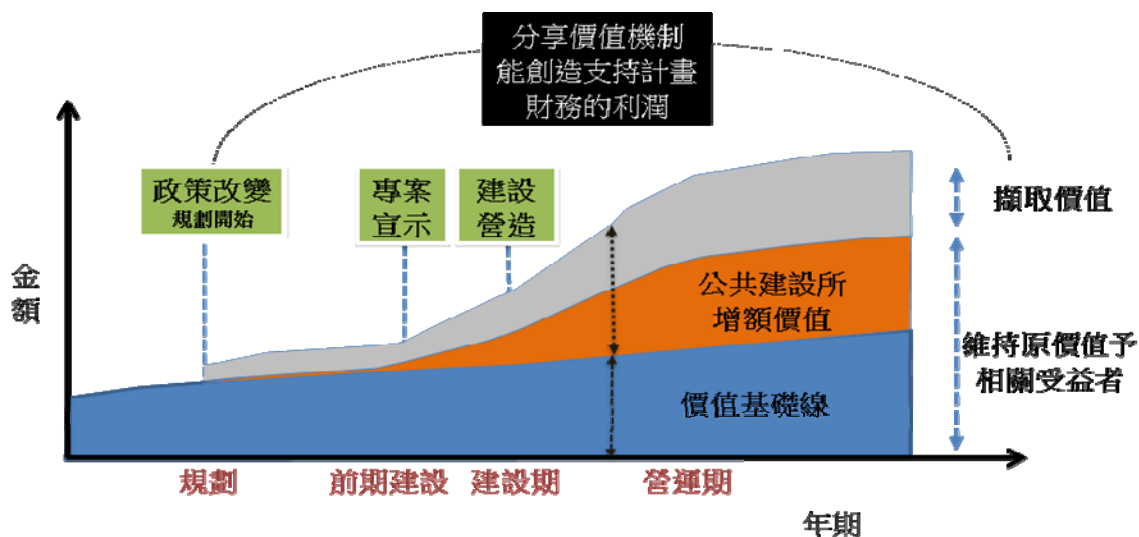 分享價值機制
能創造支持計畫
財務的利潤
政策改變
規劃開始
專案
宣示
建設
營造
擷取價值
金
額
公共建設所
增額價值
維持原價值予
相關受益者
價值基礎線
規劃
前期建設
建設期
營運期
年期